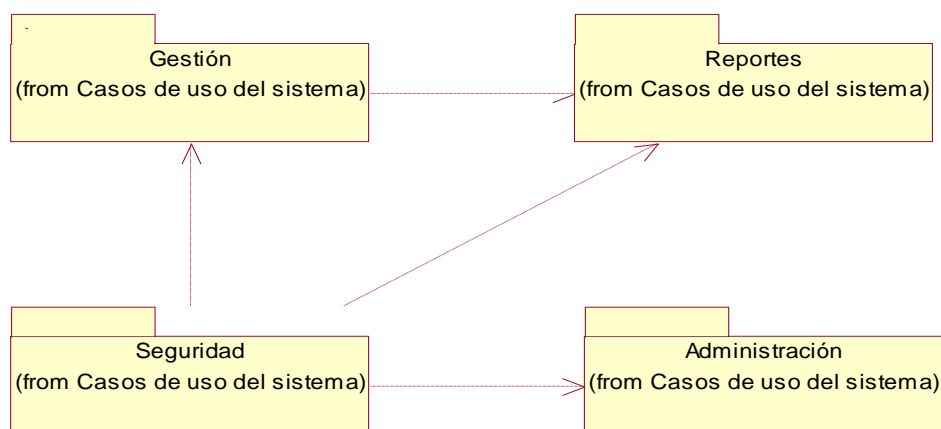 Gestión
(from Casos de uso del sistema)
Reportes
(from Casos de uso del sistema)
Seguridad
(from Casos de uso del sistema)
Administración
(from Casos de uso del sistema)